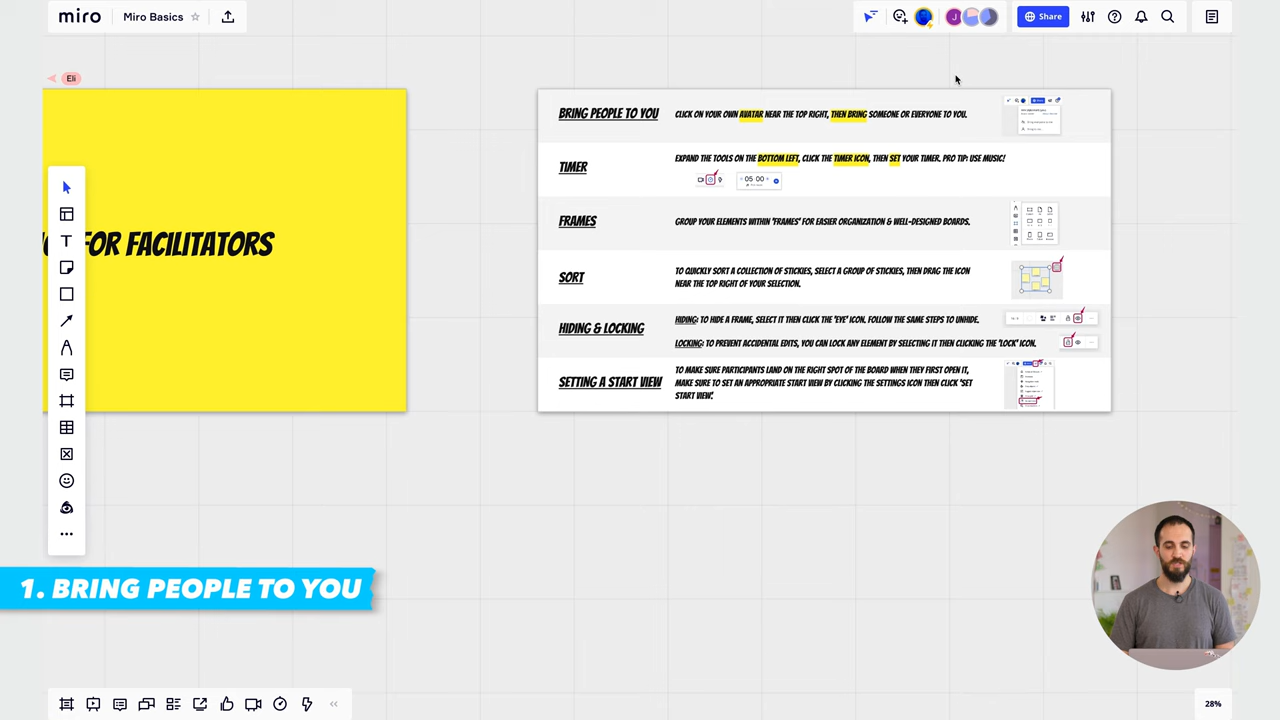 miro
Miro Basics
Share
Eli
FOR FACILITATORS
BRING PEOPLE TO YOU
CLICK ON YOUR OWN AVATAR NEAR THE TOP RIGHT, THEN BRING SOMEONE OR EVERYONE TO YOU.
TIMER
EXPAND THE TOOLS ON THE BOTTOM LEFT, CLICK THE TIMER ICON, THEN SET YOUR TIMER. PRO TIP: USE MUSIC!
05 00
FRAMES
GROUP YOUR ELEMENTS WITHIN 'FRAMES' FOR EASIER ORGANIZATION & WELL-DESIGNED BOARDS.
SORT
TO QUICKLY SORT A COLLECTION OF STICKIES, SELECT A GROUP OF STICKIES, THEN DRAG THE ICON
NEAR THE TOP RIGHT OF YOUR SELECTION.
HIDING & LOCKING
HIDING: TO HIDE A FRAME, SELECT IT THEN CLICK THE 'EYE' ICON. FOLLOW THE SAME STEPS TO UNHIDE.
LOCKING: TO PREVENT ACCIDENTAL EDITS, YOU CAN LOCK ANY ELEMENT BY SELECTING IT THEN CLICKING THE 'LOCK' ICON.
SETTING A START VIEW
TO MAKE SURE PARTICIPANTS LAND ON THE RIGHT SPOT OF THE BOARD WHEN THEY FIRST OPEN IT,
MAKE SURE TO SET AN APPROPRIATE START VIEW BY CLICKING THE SETTINGS ICON THEN CLICK 'SET
START VIEW'.
1. BRING PEOPLE TO YOU
28%